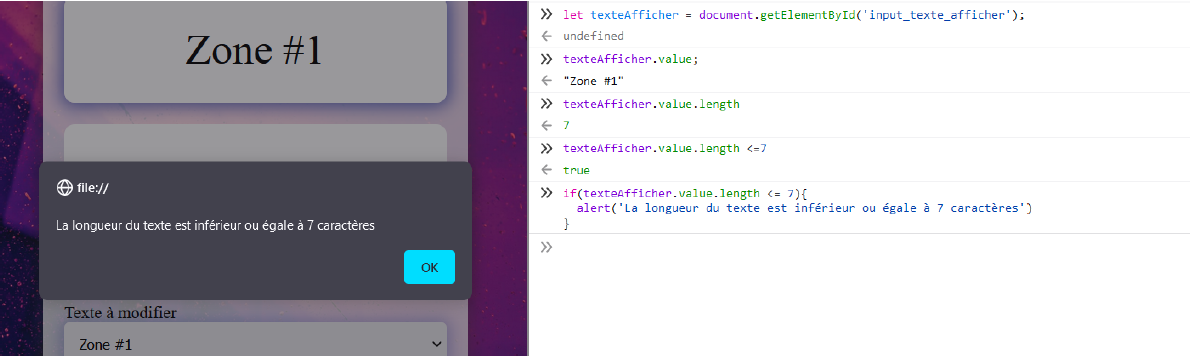 Zone #1
file://
La longueur du texte est inférieur ou égale à 7 caractères
OK
Texte à modifier
Zone #1
let texteAfficher = document.getElementById('input_texte_afficher');
undefined
texteAfficher.value;
"Zone #1"
texteAfficher.value.length
7
texteAfficher.value.length <=7
true
if(texteAfficher.value.length <= 7){
alert('La longueur du texte est inférieur ou égale à 7 caractères')
}